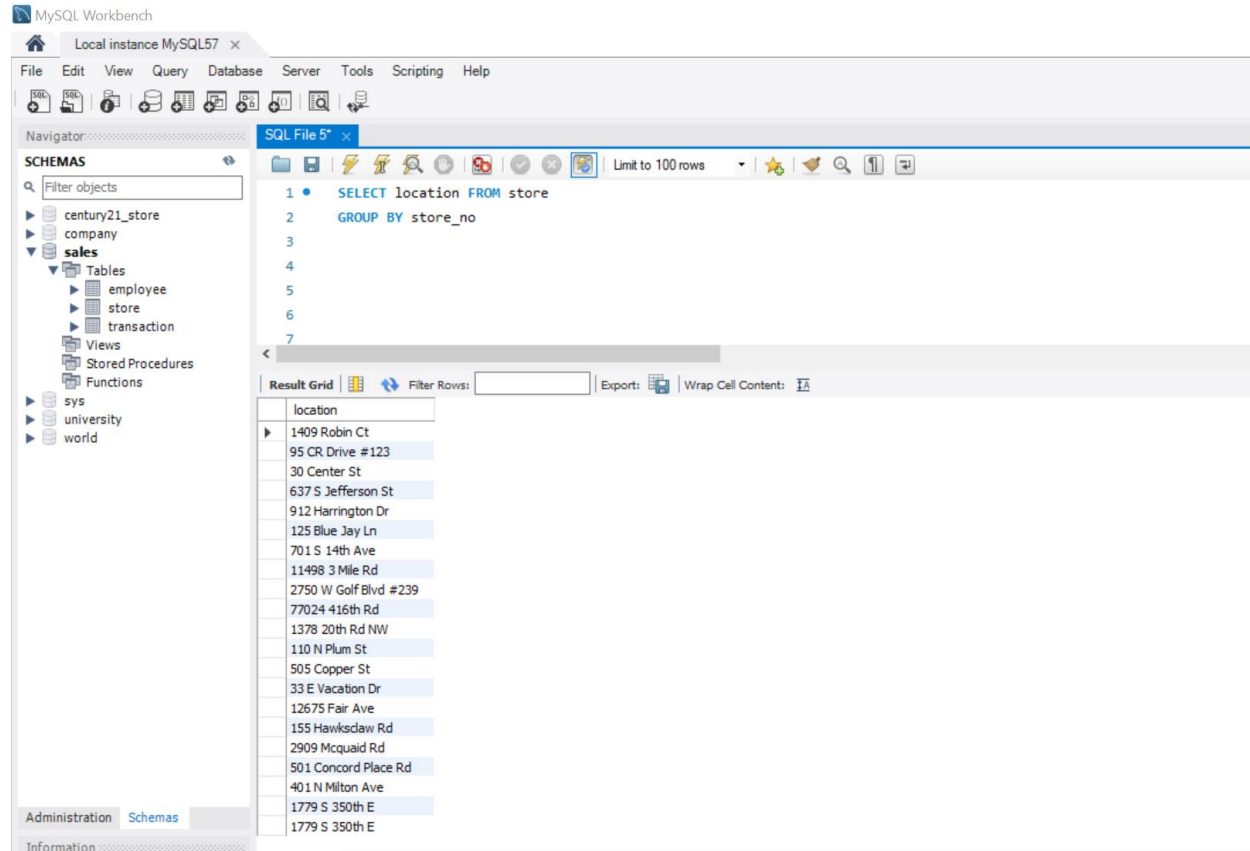 MySQL Workbench
Local instance MySQL57
File Edit View Query Database Server Tools Scripting Help
Navigator
SCHEMAS
Filter objects
century21_store
company
sales
Tables
employee
store
transaction
Views
Stored Procedures
Functions
sys
university
world
Administration Schemas
Information
SQL File 5*
Limit to 100 rows
1 SELECT location FROM store
2 GROUP BY store_no
3
4
5
6
7
Result Grid Filter Rows: Export: Wrap Cell Content:
location
1409 Robin Ct
95 CR Drive #123
30 Center St
637 S Jefferson St
912 Harrington Dr
125 Blue Jay Ln
701 S 14th Ave
11498 3 Mile Rd
2750 W Golf Blvd #239
77024 416th Rd
1378 20th Rd NW
110 N Plum St
505 Copper St
33 E Vacation Dr
12675 Fair Ave
155 Hawksclaw Rd
2909 Mcquaid Rd
501 Concord Place Rd
401 N Milton Ave
1779 S 350th E
1779 S 350th E